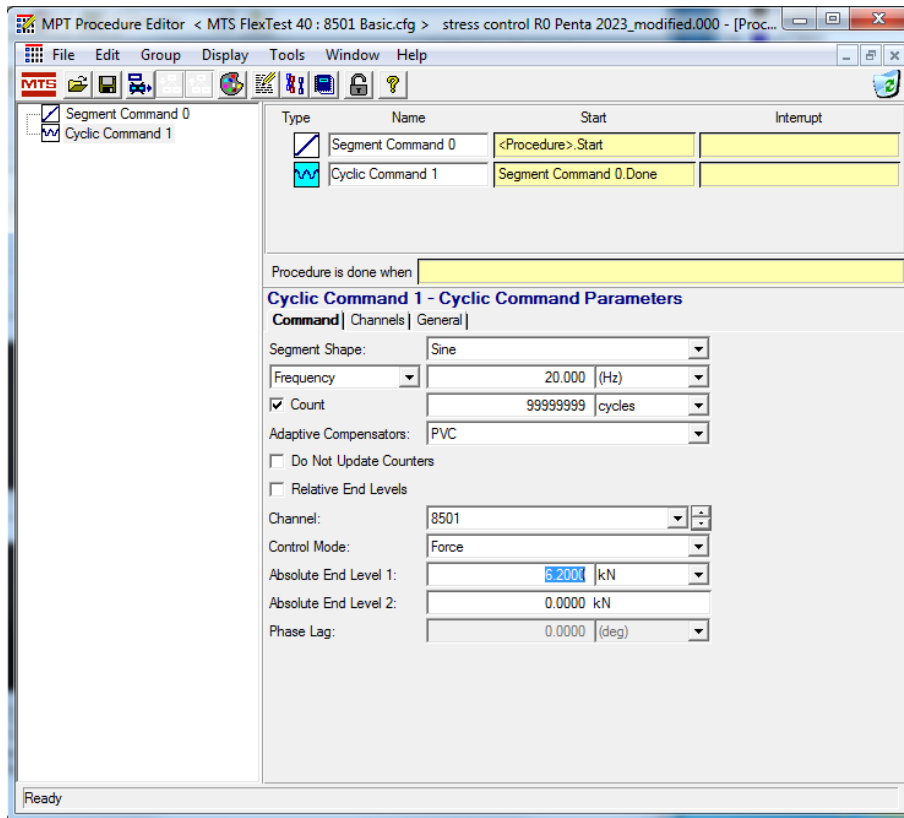 MPT Procedure Editor < MTS FlexTest 40 : 8501 Basic.cfg > stress control R0 Penta 2023_modified.000 - [Proc...
File Edit Group Display Tools Window Help
MTS
Segment Command 0
Cyclic Command 1
Type Name Start Interrupt
Segment Command 0 <Procedure>.Start
Cyclic Command 1 Segment Command 0.Done
Procedure is done when
Cyclic Command 1 - Cyclic Command Parameters
Command Channels General
Segment Shape: Sine
Frequency 20.000 (Hz)
Count 99999999 cycles
Adaptive Compensators: PVC
Do Not Update Counters
Relative End Levels
Channel: 8501
Control Mode: Force
Absolute End Level 1: 6.2000 kN
Absolute End Level 2: 0.0000 kN
Phase Lag: 0.0000 (deg)
Ready